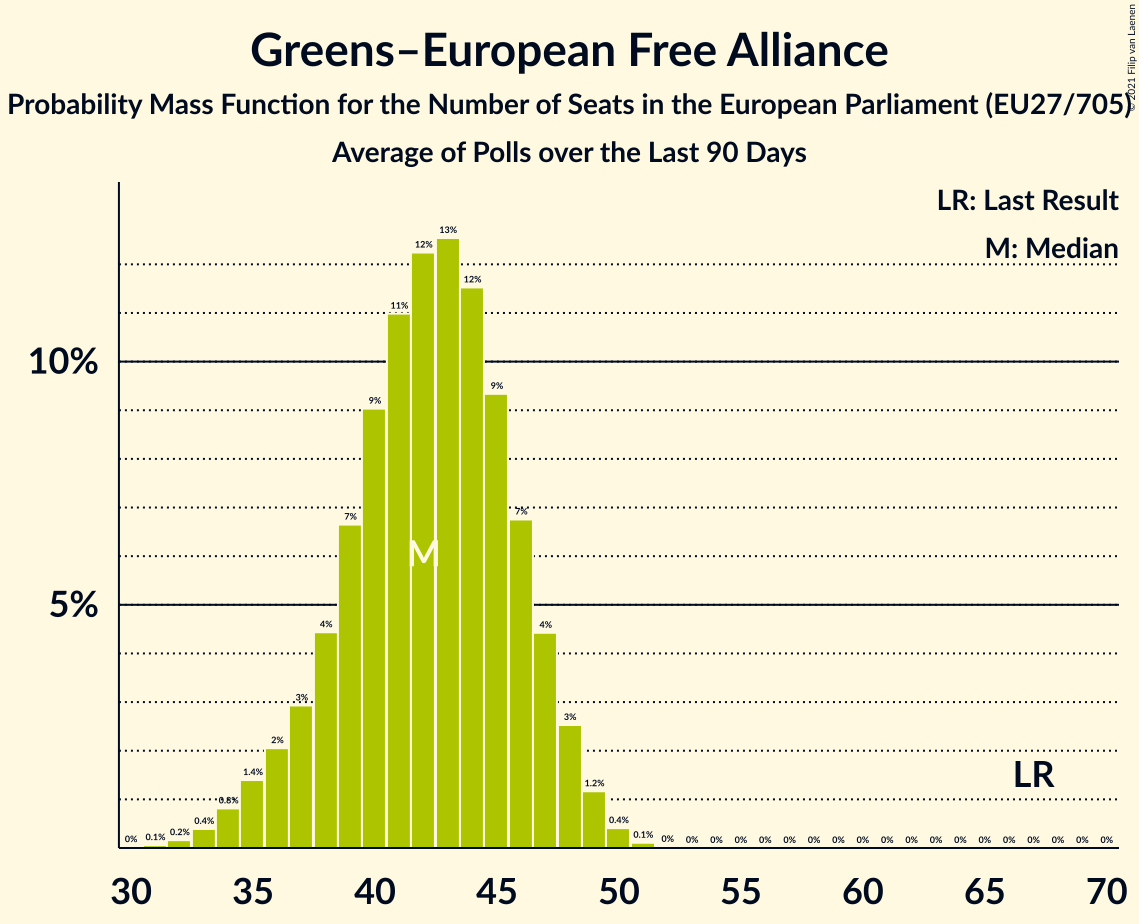 Greens–European Free Alliance
Probability Mass Function for the Number of Seats in the European Parliament (EU27/705)
Average of Polls over the Last 90 Days
© 2021 Filip van Laenen
LR: Last Result
M: Median
10%
5%
0% 0.1% 0.2% 0.4% 0.8% 1.4% 2% 3% 4% 7% 9% 11% 12% 13% 12% 9% 7% 4% 3% 1.2% 0.4% 0.1% 0% 0% 0% 0% 0% 0% 0% 0% 0% 0% 0% 0% 0% 0% 0% 0% 0% 0% 0%
M
LR
30 35 40 45 50 55 60 65 70